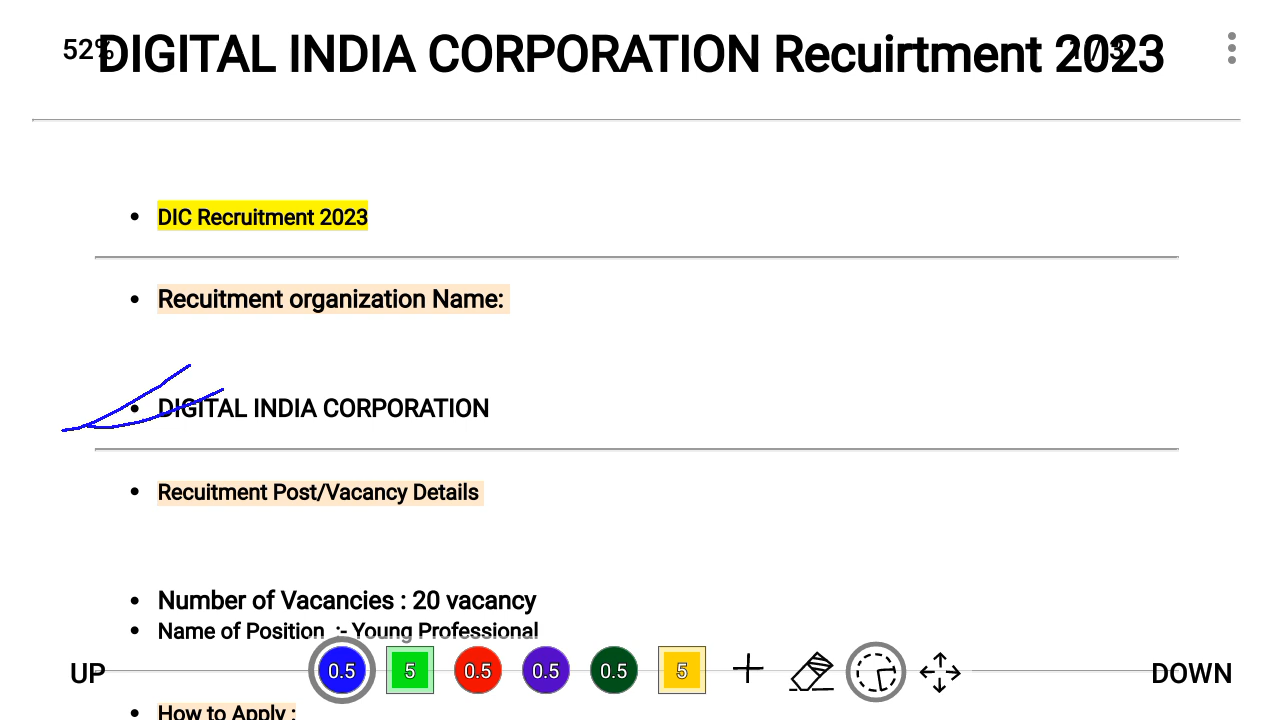 52%
DIGITAL INDIA CORPORATION Recuirtment 2023
DIC Recruitment 2023
Recuitment organization Name:
DIGITAL INDIA CORPORATION
Recuitment Post/Vacancy Details
Number of Vacancies : 20 vacancy
Name of Position :- Young Professional
UP
0.5
5
0.5
0.5
0.5
5
DOWN
How to Apply :